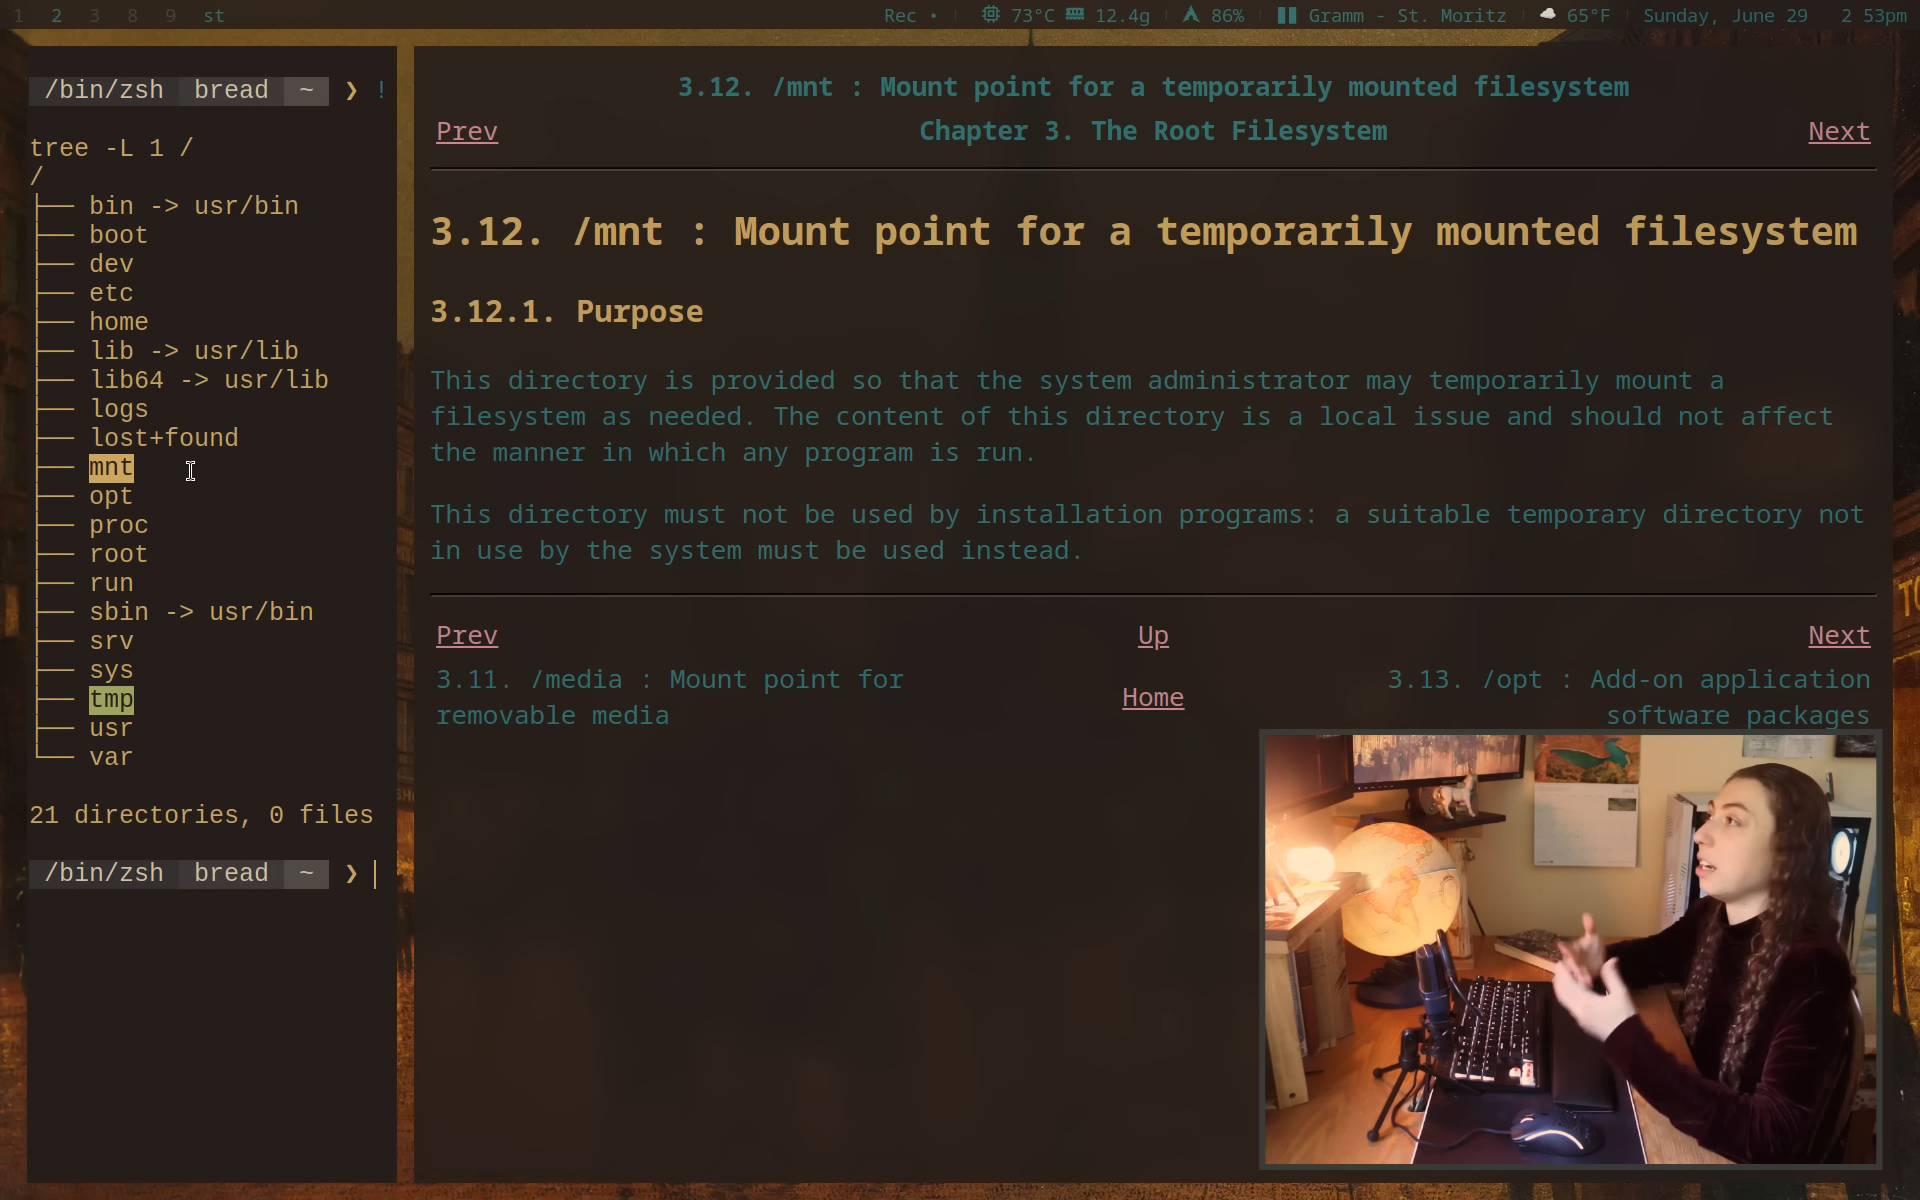 1 2 3 8 9 st
Rec • 73°C 12.4g 86% Gramm - St. Moritz 65°F Sunday, June 29 2 53pm
/bin/zsh bread ~ ❯ !
tree -L 1 /
/
├── bin -> usr/bin
├── boot
├── dev
├── etc
├── home
├── lib -> usr/lib
├── lib64 -> usr/lib
├── logs
├── lost+found
├── mnt
├── opt
├── proc
├── root
├── run
├── sbin -> usr/bin
├── srv
├── sys
├── tmp
├── usr
└── var
21 directories, 0 files
/bin/zsh bread ~ ❯
3.12. /mnt : Mount point for a temporarily mounted filesystem
Prev Chapter 3. The Root Filesystem Next
3.12. /mnt : Mount point for a temporarily mounted filesystem
3.12.1. Purpose
This directory is provided so that the system administrator may temporarily mount a
filesystem as needed. The content of this directory is a local issue and should not affect
the manner in which any program is run.
This directory must not be used by installation programs: a suitable temporary directory not
in use by the system must be used instead.
Prev Up Next
3.11. /media : Mount point for
removable media
Home
3.13. /opt : Add-on application
software packages